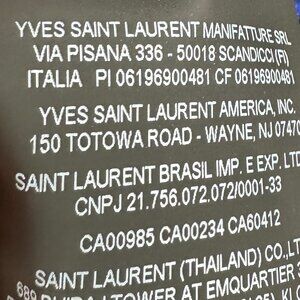 YVES SAINT LAURENT MANIFATTURE SRL
VIA PISANA 336 - 50018 SCANDICCI (FI)
ITALIA PI 06196900481 CF 06196900481
YVES SAINT LAURENT AMERICA, INC.
150 TOTOWA ROAD - WAYNE, NJ 07470
SAINT LAURENT BRASIL IMP. E EXP. LTD
CNPJ 21.756.072.072/0001-33
CA00985 CA00234 CA60412
SAINT LAURENT (THAILAND) CO., LT
TOWER AT EMQUARTIER